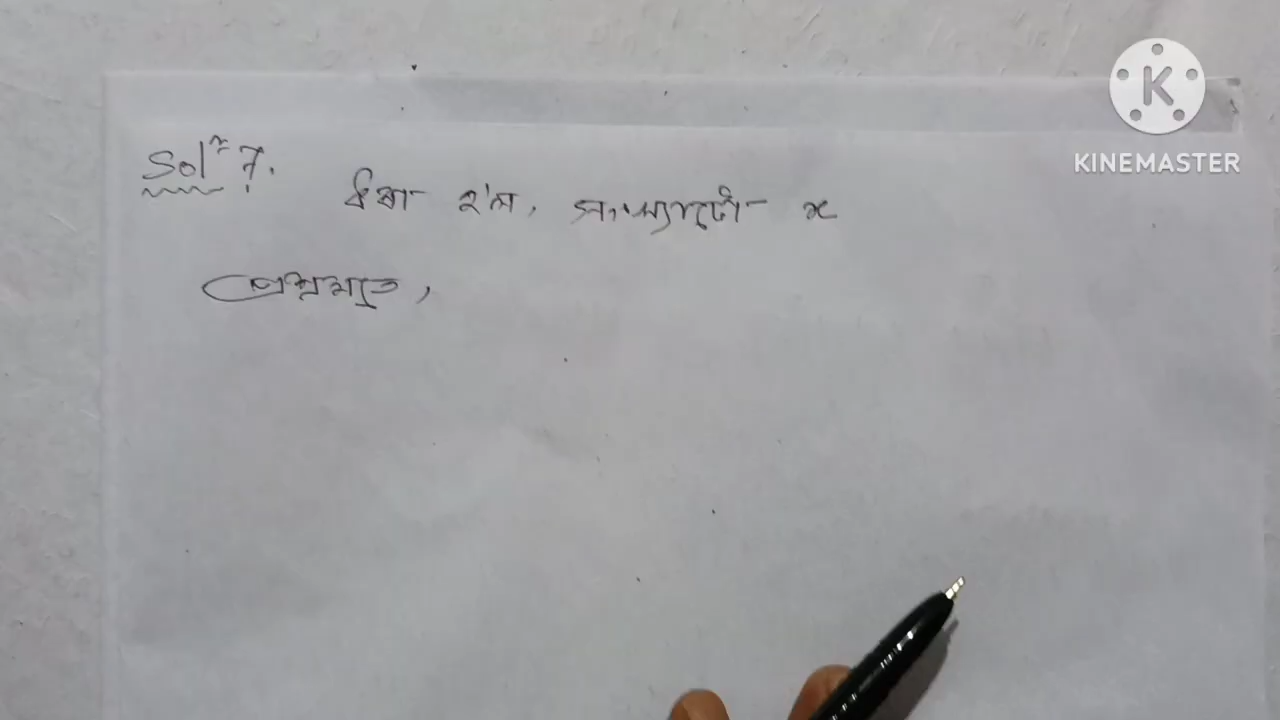 Solⁿ 7.
ধৰা হ'ল, সংখ্যাটো x
প্ৰশ্নমতে,
K
KINEMASTER